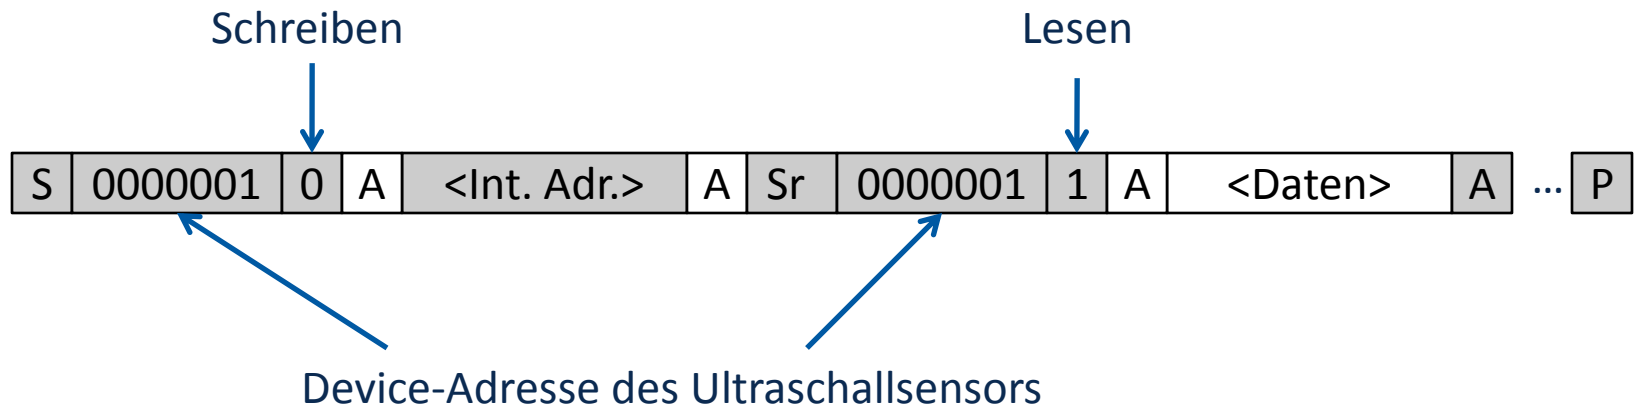 Schreiben Lesen
S 0000001 0 A <Int. Adr.> A Sr 0000001 1 A <Daten> A ... P
Device-Adresse des Ultraschallsensors